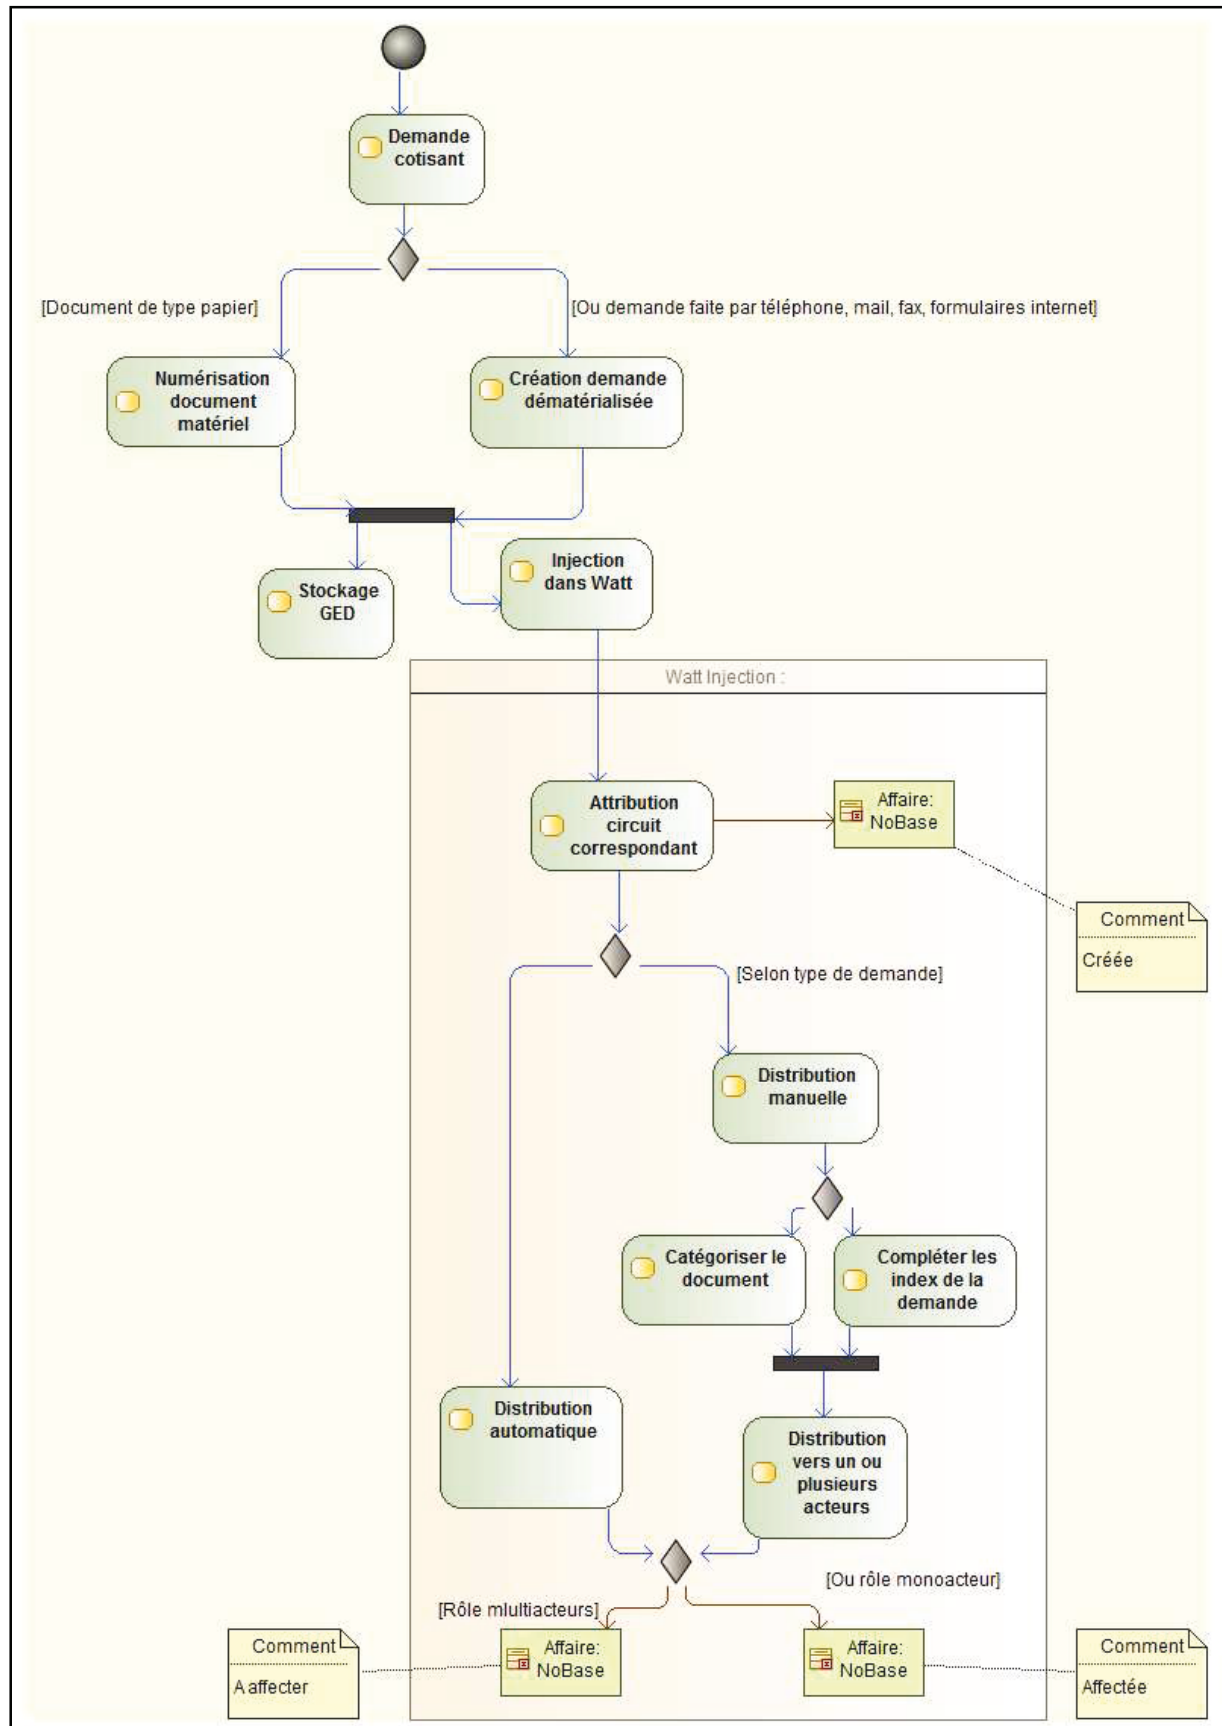 Demande
cotisant
[Document de type papier]
[Ou demande faite par téléphone, mail, fax, formulaires internet]
Numérisation
document
matériel
Création demande
dématérialisée
Injection
dans Watt
Stockage
GED
Watt Injection :
Attribution
circuit
correspondant
Affaire:
NoBase
Comment
Créée
[Selon type de demande]
Distribution
manuelle
Catégoriser le
document
Compléter les
index de la
demande
Distribution
automatique
Distribution
vers un ou
plusieurs
acteurs
[Ou rôle monoacteur]
[Rôle mlultiacteurs]
Comment
A affecter
Affaire:
NoBase
Affaire:
NoBase
Comment
Affectée